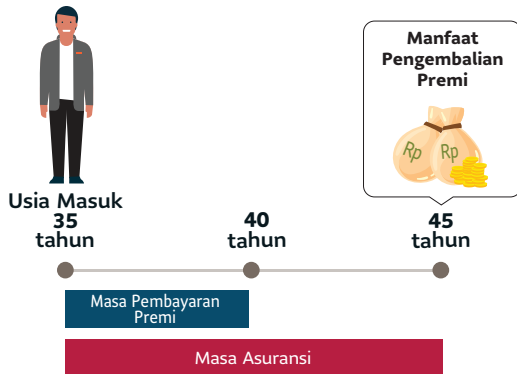 Manfaat
Pengembalian
Premi
Rp
Rp
Usia Masuk
35
tahun
40
tahun
45
tahun
Masa Pembayaran
Premi
Masa Asuransi